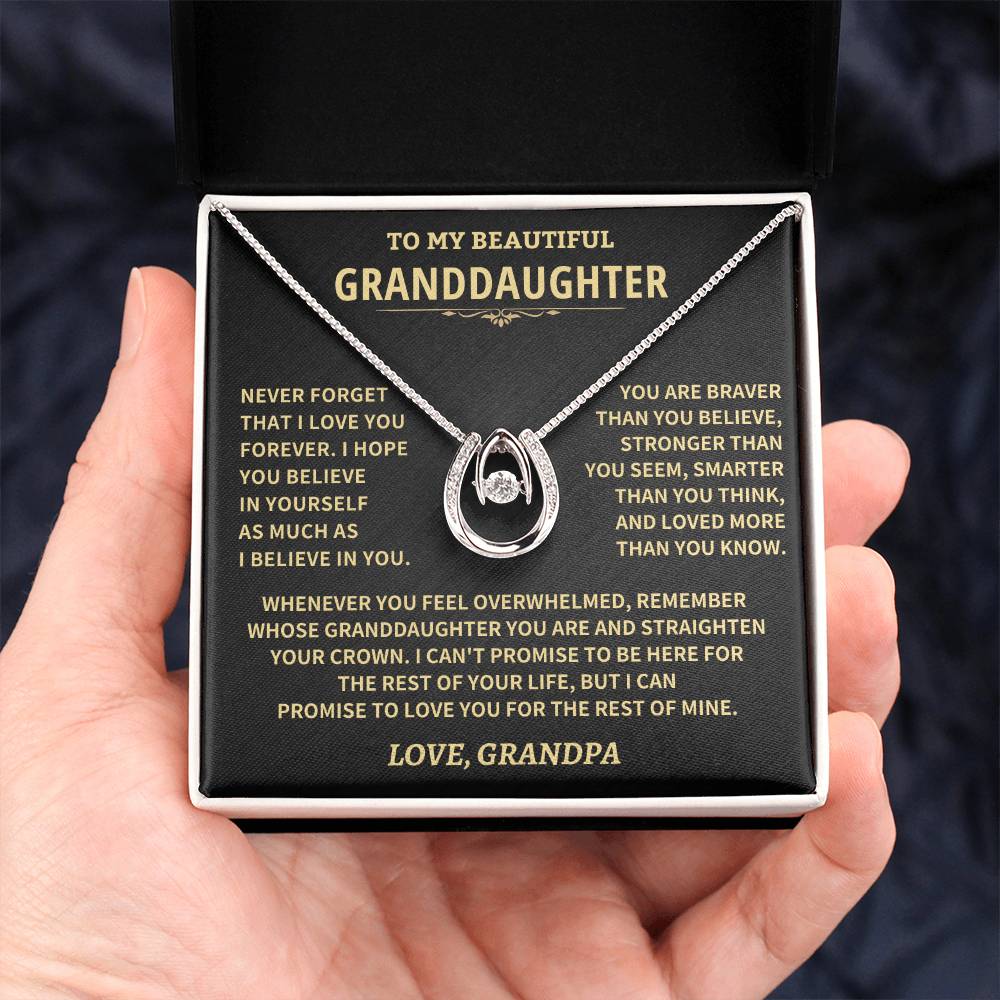 TO MY BEAUTIFUL
GRANDDAUGHTER
NEVER FORGET
THAT I LOVE YOU
FOREVER. I HOPE
YOU BELIEVE
IN YOURSELF
AS MUCH AS
I BELIEVE IN YOU.
YOU ARE BRAVER
THAN YOU BELIEVE,
STRONGER THAN
YOU SEEM, SMARTER
THAN YOU THINK,
AND LOVED MORE
THAN YOU KNOW.
WHENEVER YOU FEEL OVERWHELMED, REMEMBER
WHOSE GRANDDAUGHTER YOU ARE AND STRAIGHTEN
YOUR CROWN. I CAN'T PROMISE TO BE HERE FOR
THE REST OF YOUR LIFE, BUT I CAN
PROMISE TO LOVE YOU FOR THE REST OF MINE.
LOVE, GRANDPA